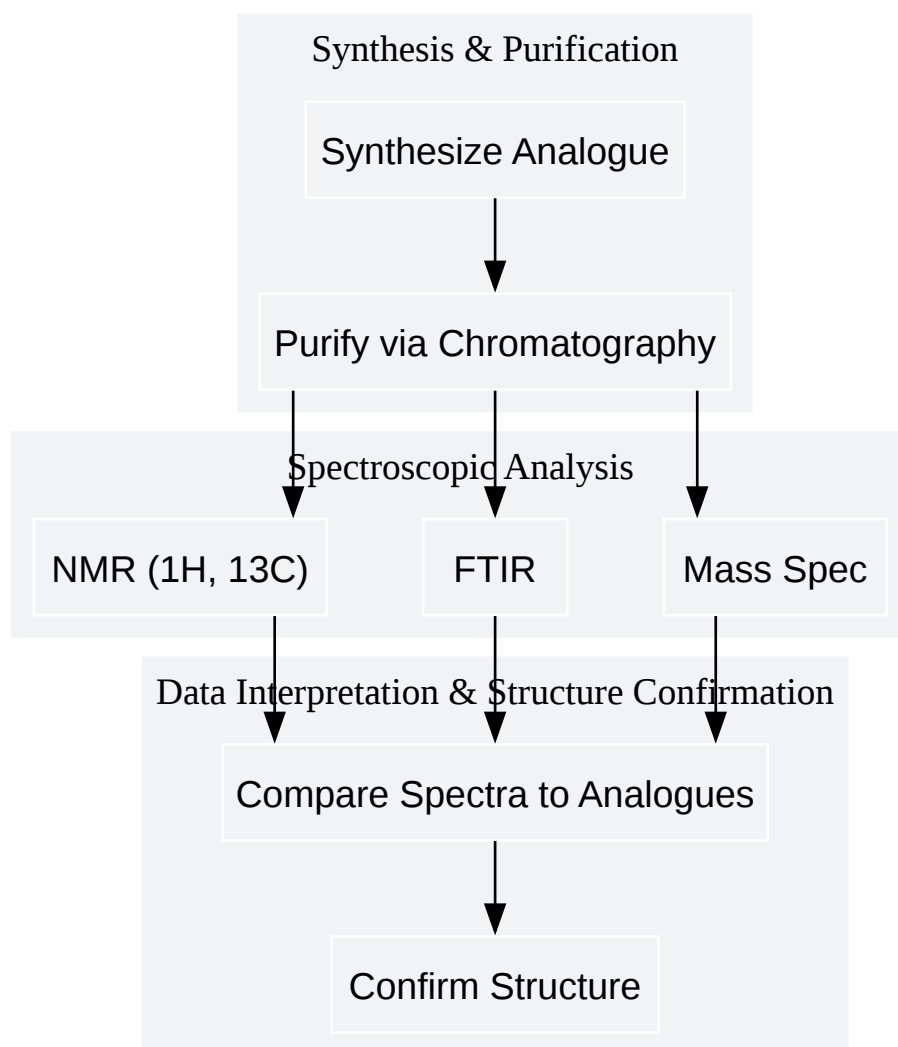 Synthesis & Purification
Synthesize Analogue
Purify via Chromatography
Spectroscopic Analysis
NMR (1H, 13C)
FTIR
Mass Spec
Data Interpretation & Structure Confirmation
Compare Spectra to Analogues
Confirm Structure